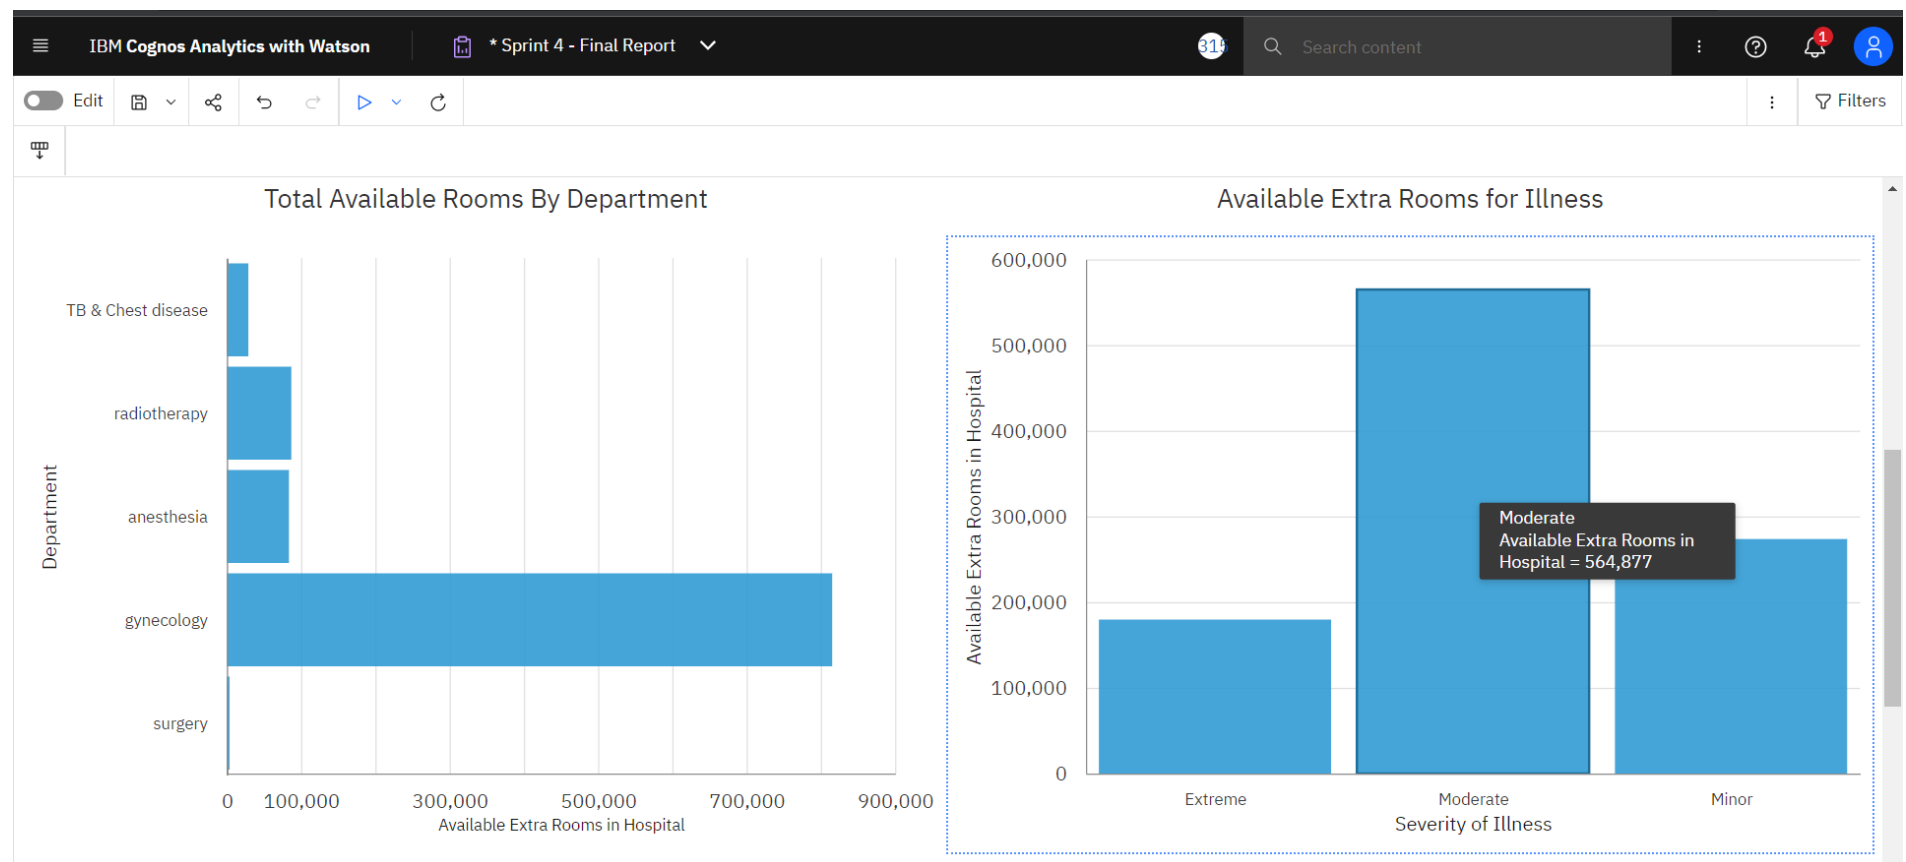 IBM Cognos Analytics with Watson
* Sprint 4 - Final Report
315
Search content
1
Edit
Filters
Total Available Rooms By Department
TB & Chest disease
radiotherapy
anesthesia
gynecology
surgery
Department
0 100,000 300,000 500,000 700,000 900,000
Available Extra Rooms in Hospital
Available Extra Rooms for Illness
600,000
500,000
400,000
300,000
200,000
100,000
0
Available Extra Rooms in Hospital
Moderate
Available Extra Rooms in
Hospital = 564,877
Extreme Moderate Minor
Severity of Illness